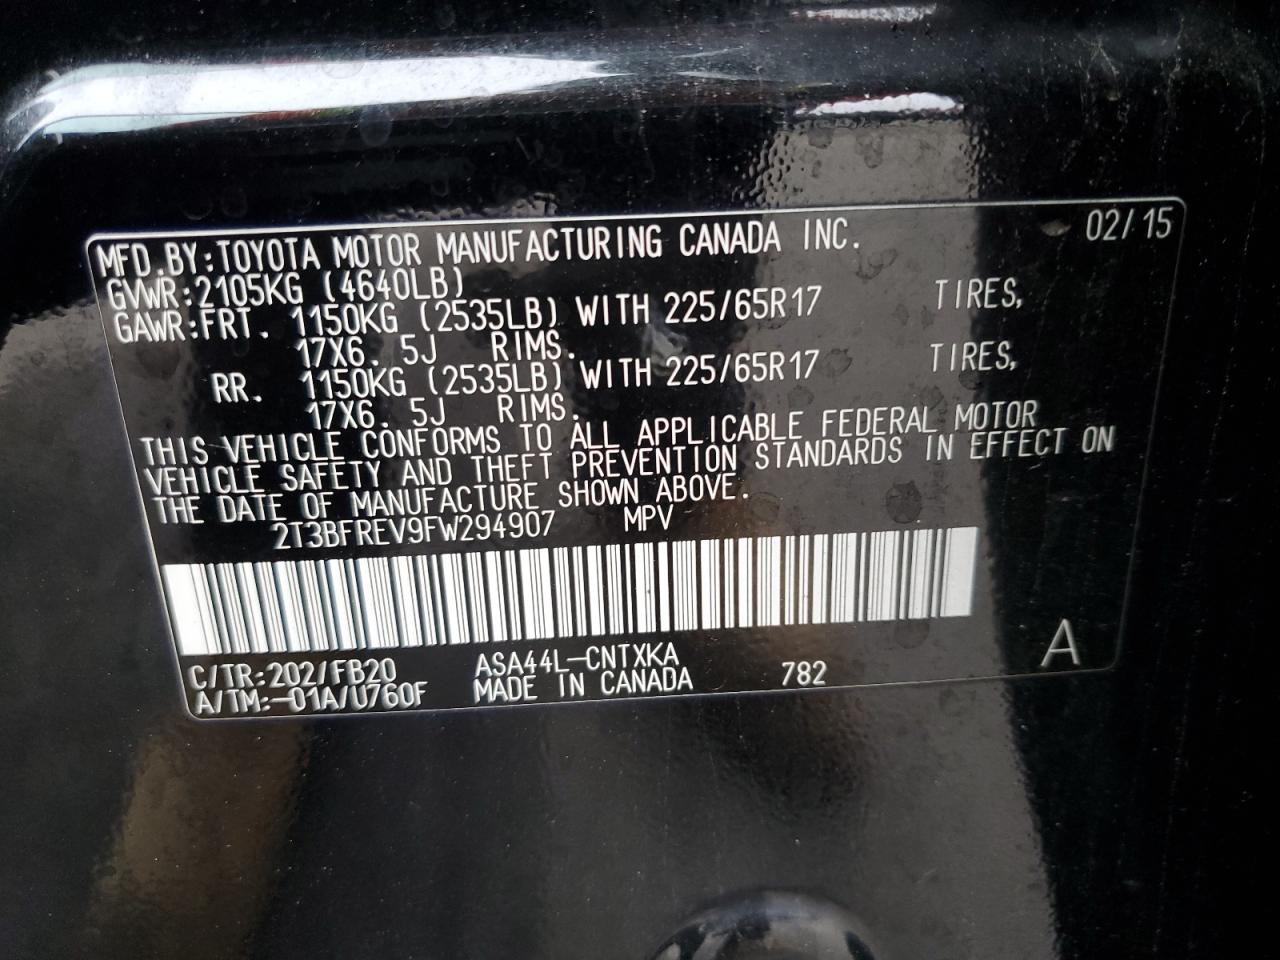 02/15
MFD.BY:TOYOTA MOTOR MANUFACTURING CANADA INC.
GVWR:2105KG (4640LB)
GAWR:FRT. 1150KG (2535LB) WITH 225/65R17 TIRES,
17X6. 5J RIMS.
RR. 1150KG (2535LB) WITH 225/65R17 TIRES,
17X6. 5J RIMS.
THIS VEHICLE CONFORMS TO ALL APPLICABLE FEDERAL MOTOR
VEHICLE SAFETY AND THEFT PREVENTION STANDARDS IN EFFECT ON
THE DATE OF MANUFACTURE SHOWN ABOVE.
2T3BFREV9FW294907 MPV
C/TR:202/FB20 ASA44L-CNTXKA
A/TM:-01A/U760F MADE IN CANADA 782 A